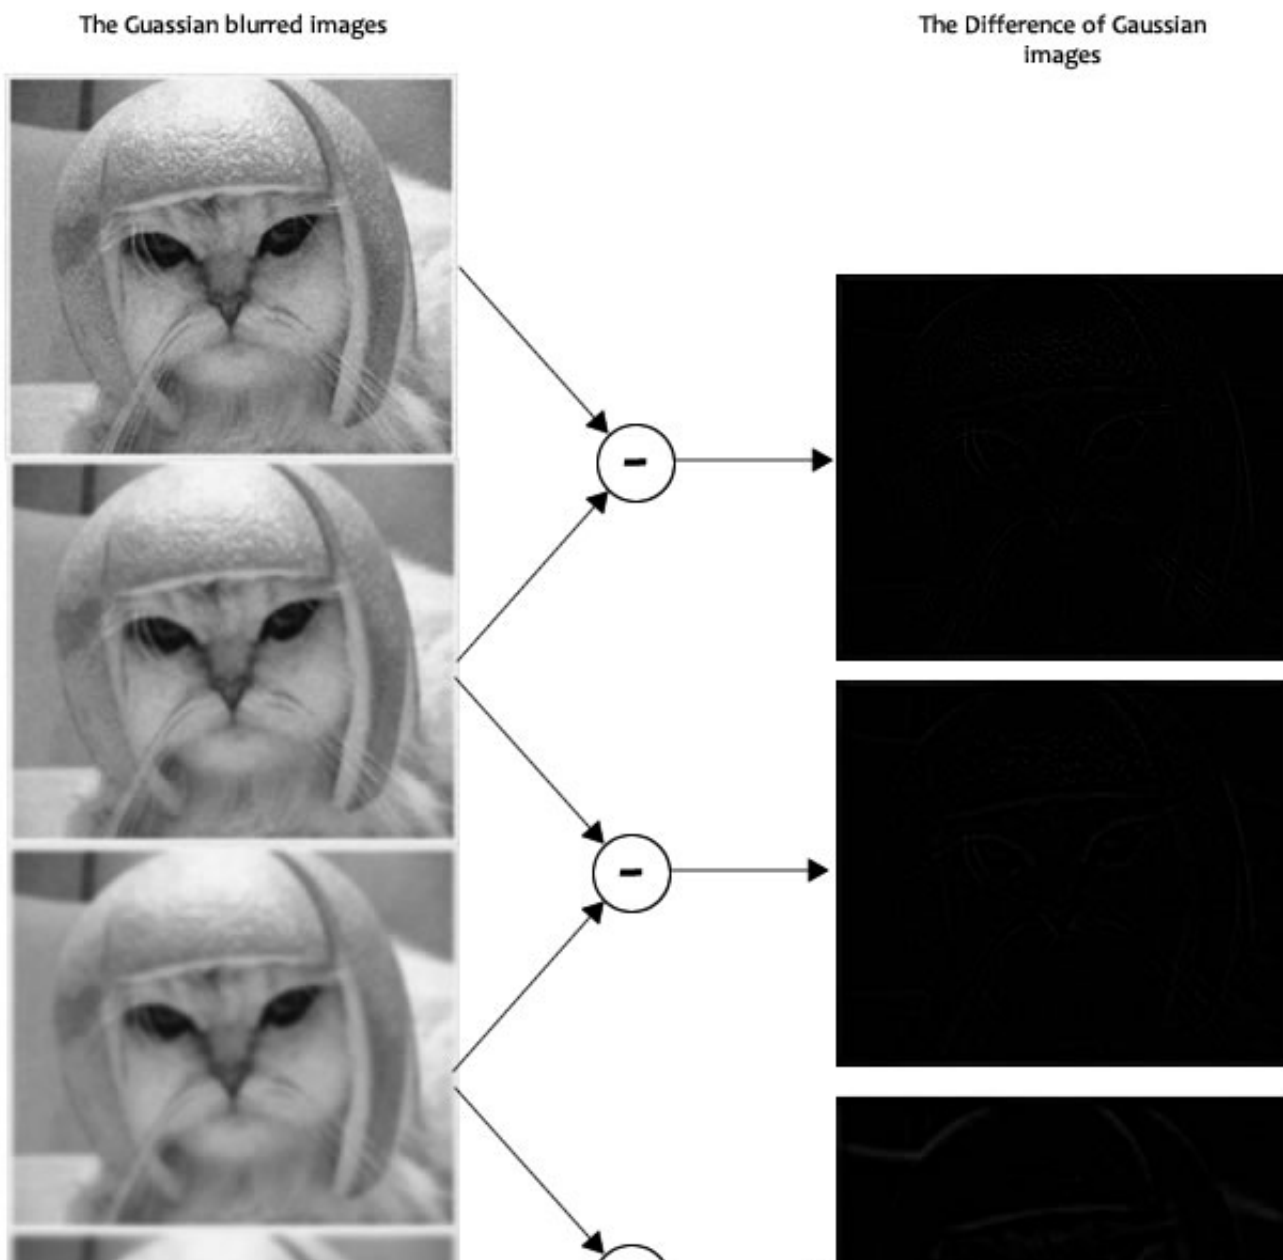 The Guassian blurred images
The Difference of Gaussian
images
-
-